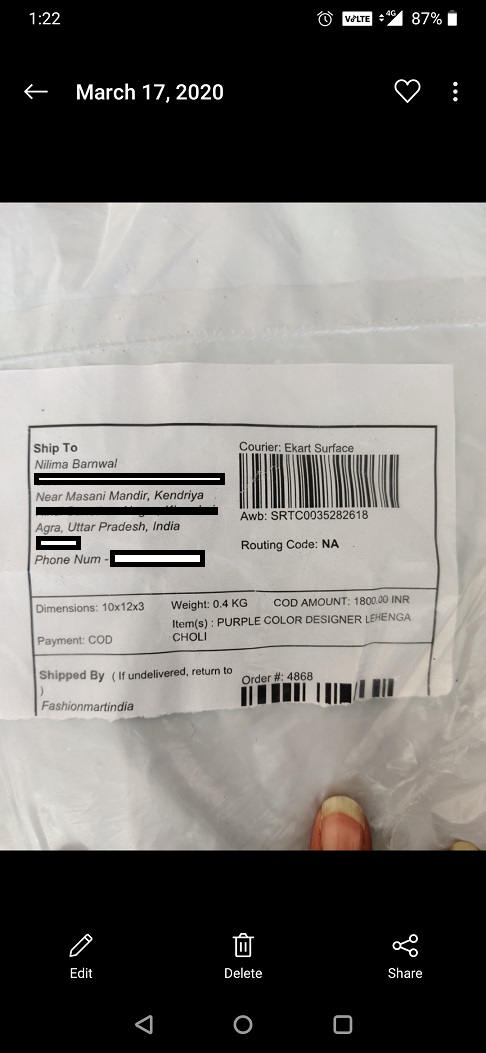 1:22
VoLTE 4G 87%
March 17, 2020
Ship To
Nilima Barnwal
Near Masani Mandir, Kendriya
Agra, Uttar Pradesh, India
Phone Num -
Courier: Ekart Surface
Awb: SRTC0035282618
Routing Code: NA
Dimensions: 10x12x3
Payment: COD
Weight: 0.4 KG COD AMOUNT: 1800.00 INR
Item(s) : PURPLE COLOR DESIGNER LEHENGA
CHOLI
Shipped By ( If undelivered, return to
)
Fashionmartindia
Order #: 4868
Edit Delete Share